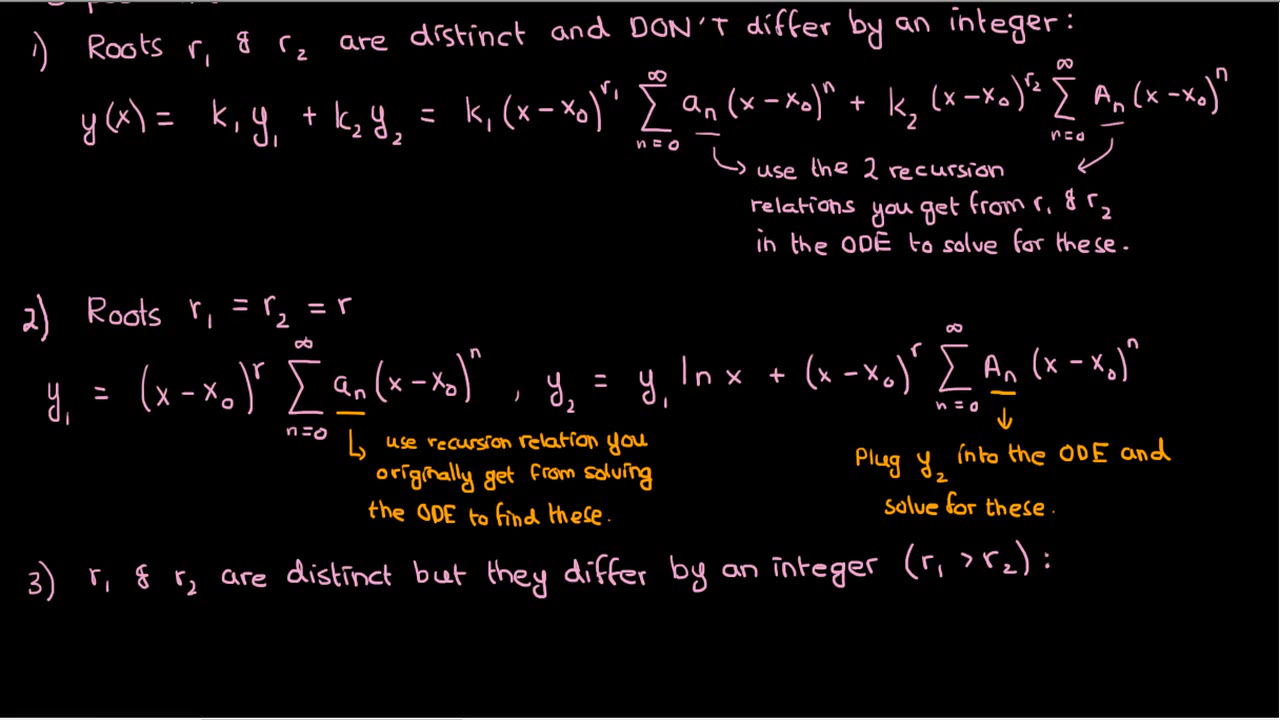 1) Roots r₁ & r₂ are distinct and DON'T differ by an integer:
y(x) = k₁y₁ + k₂y₂ = k₁(x-x₀)^r₁ ∑_{n=0}^∞ aₙ(x-x₀)^n + k₂(x-x₀)^r₂ ∑_{n=0}^∞ Aₙ(x-x₀)^n
↳ use the 2 recursion
relations you get from r₁ & r₂
in the ODE to solve for these.
2) Roots r₁ = r₂ = r
y₁ = (x-x₀)^r ∑_{n=0}^∞ aₙ(x-x₀)^n , y₂ = y₁ ln x + (x-x₀)^r ∑_{n=0}^∞ Aₙ(x-x₀)^n
↳ use recursion relation you
originally get from solving
the ODE to find these.
↓
Plug y₂ into the ODE and
solve for these.
3) r₁ & r₂ are distinct but they differ by an integer (r₁ > r₂):